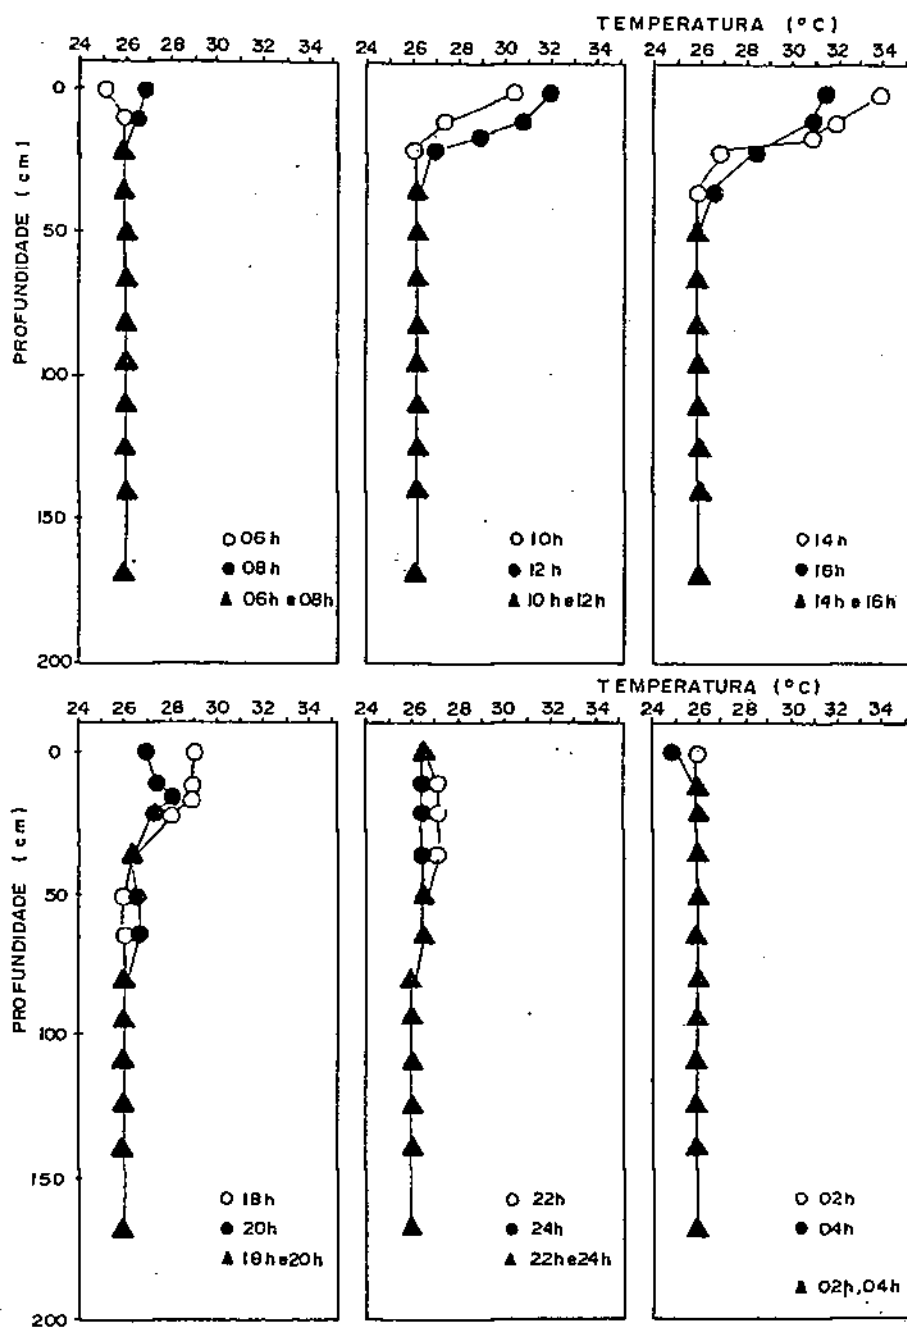 TEMPERATURA (°C)
24 26 28 30 32 34 24 26 28 30 32 34 24 26 28 30 32 34
PROFUNDIDADE (cm)
0
50
100
150
200
○ 06h
● 08h
▲ 06h e 08h
○ 10h
● 12h
▲ 10h e 12h
○ 14h
● 16h
▲ 14h e 16h
TEMPERATURA (°C)
24 26 28 30 32 34 24 26 28 30 32 34 24 26 28 30 32 34
PROFUNDIDADE (cm)
0
50
100
150
200
○ 18h
● 20h
▲ 18h e 20h
○ 22h
● 24h
▲ 22h e 24h
○ 02h
● 04h
▲ 02h, 04h